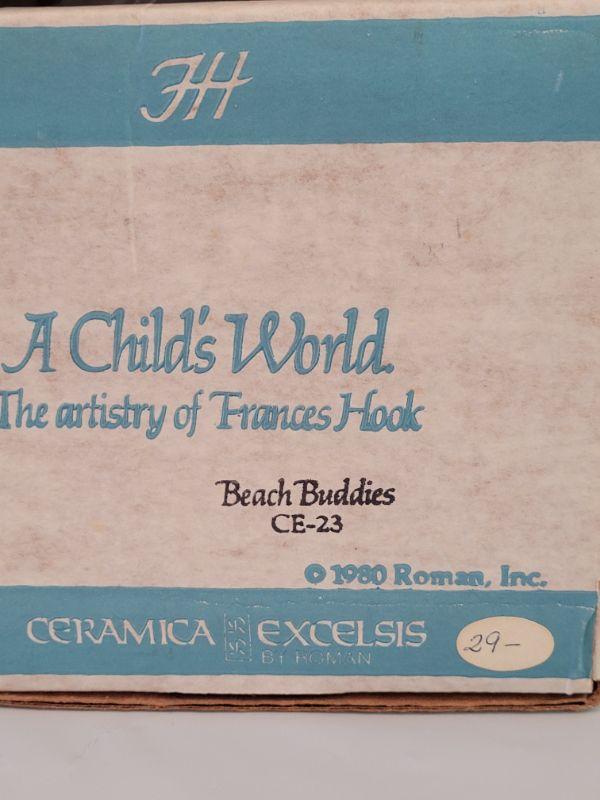 FH
A Child's World.
The artistry of Frances Hook
Beach Buddies
CE-23
© 1980 Roman, Inc.
CERAMICA EXCELSIS
BY ROMAN
29-